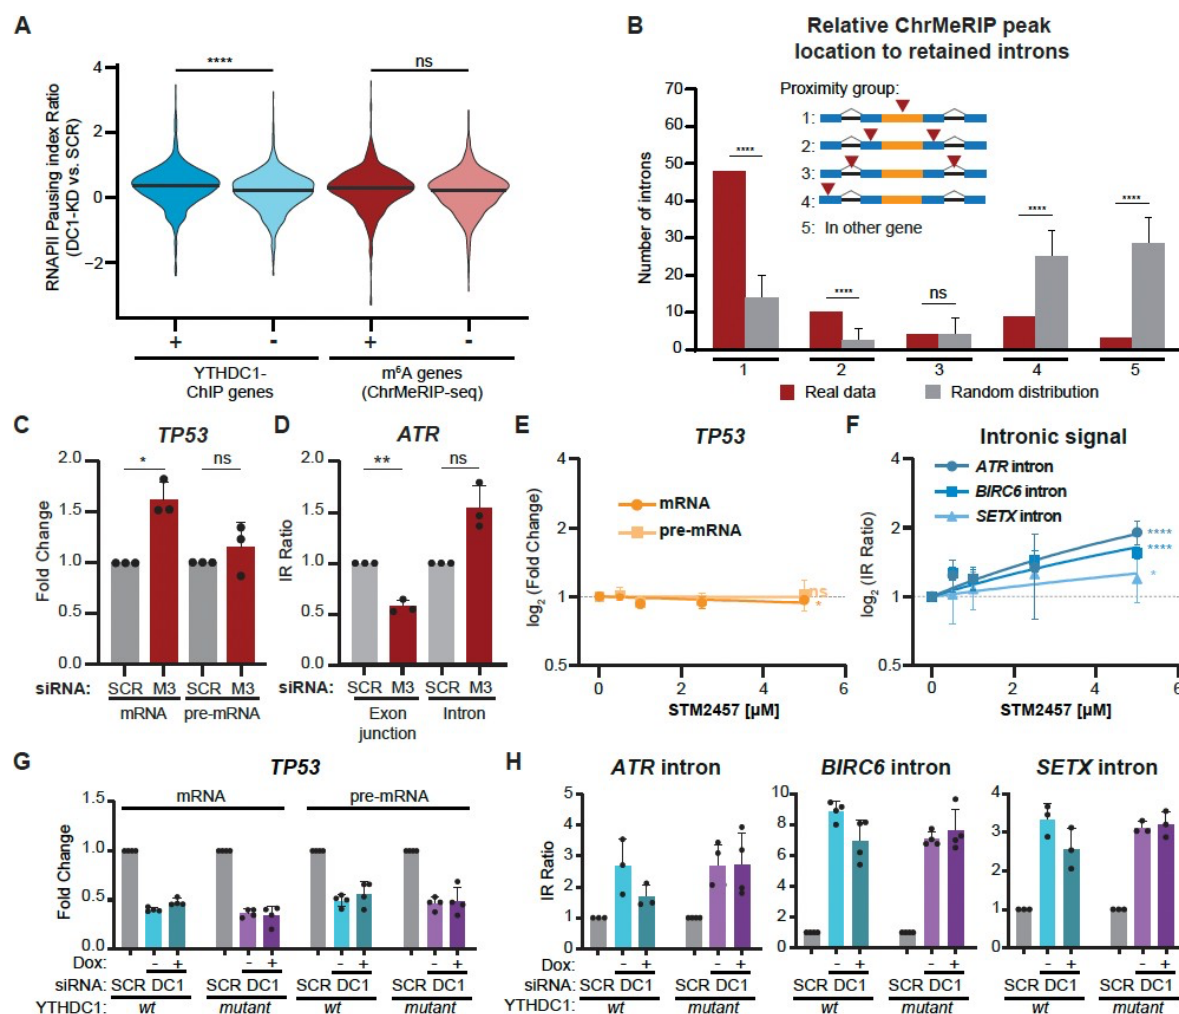 A
RNAPII Pausing index Ratio
(DC1-KD vs. SCR)
4
2
0
−2
****
ns
+ - + -
YTHDC1-
ChIP genes
m⁶A genes
(ChrMeRIP-seq)
B
Relative ChrMeRIP peak
location to retained introns
Number of introns
70
60
50
40
30
20
10
0
Proximity group:
1:
2:
3:
4:
5: In other gene
****
****
ns
****
****
1 2 3 4 5
Real data
Random distribution
C
TP53
Fold Change
2.0
1.5
1.0
0.5
0.0
*
ns
siRNA: SCR M3 SCR M3
mRNA pre-mRNA
D
ATR
IR Ratio
2.0
1.5
1.0
0.5
0.0
**
ns
SCR M3 SCR M3
Exon
junction
Intron
E
TP53
log₂ (Fold Change)
4
2
1
0.5
mRNA
pre-mRNA
ns
*
0 2 4 6
STM2457 [µM]
F
Intronic signal
log₂ (IR Ratio)
4
2
1
0.5
ATR intron
BIRC6 intron
SETX intron
****
****
*
0 2 4 6
STM2457 [µM]
G
TP53
mRNA pre-mRNA
Fold Change
1.5
1.0
0.5
0.0
Dox: - + - + - + - +
siRNA: SCR DC1 SCR DC1 SCR DC1 SCR DC1
YTHDC1: wt mutant wt mutant
H
ATR intron
IR Ratio
5
4
3
2
1
0
Dox: - + - +
siRNA: SCR DC1 SCR DC1
YTHDC1: wt mutant
BIRC6 intron
10
8
6
4
2
0
- + - +
SCR DC1 SCR DC1
wt mutant
SETX intron
4
3
2
1
0
- + - +
SCR DC1 SCR DC1
wt mutant